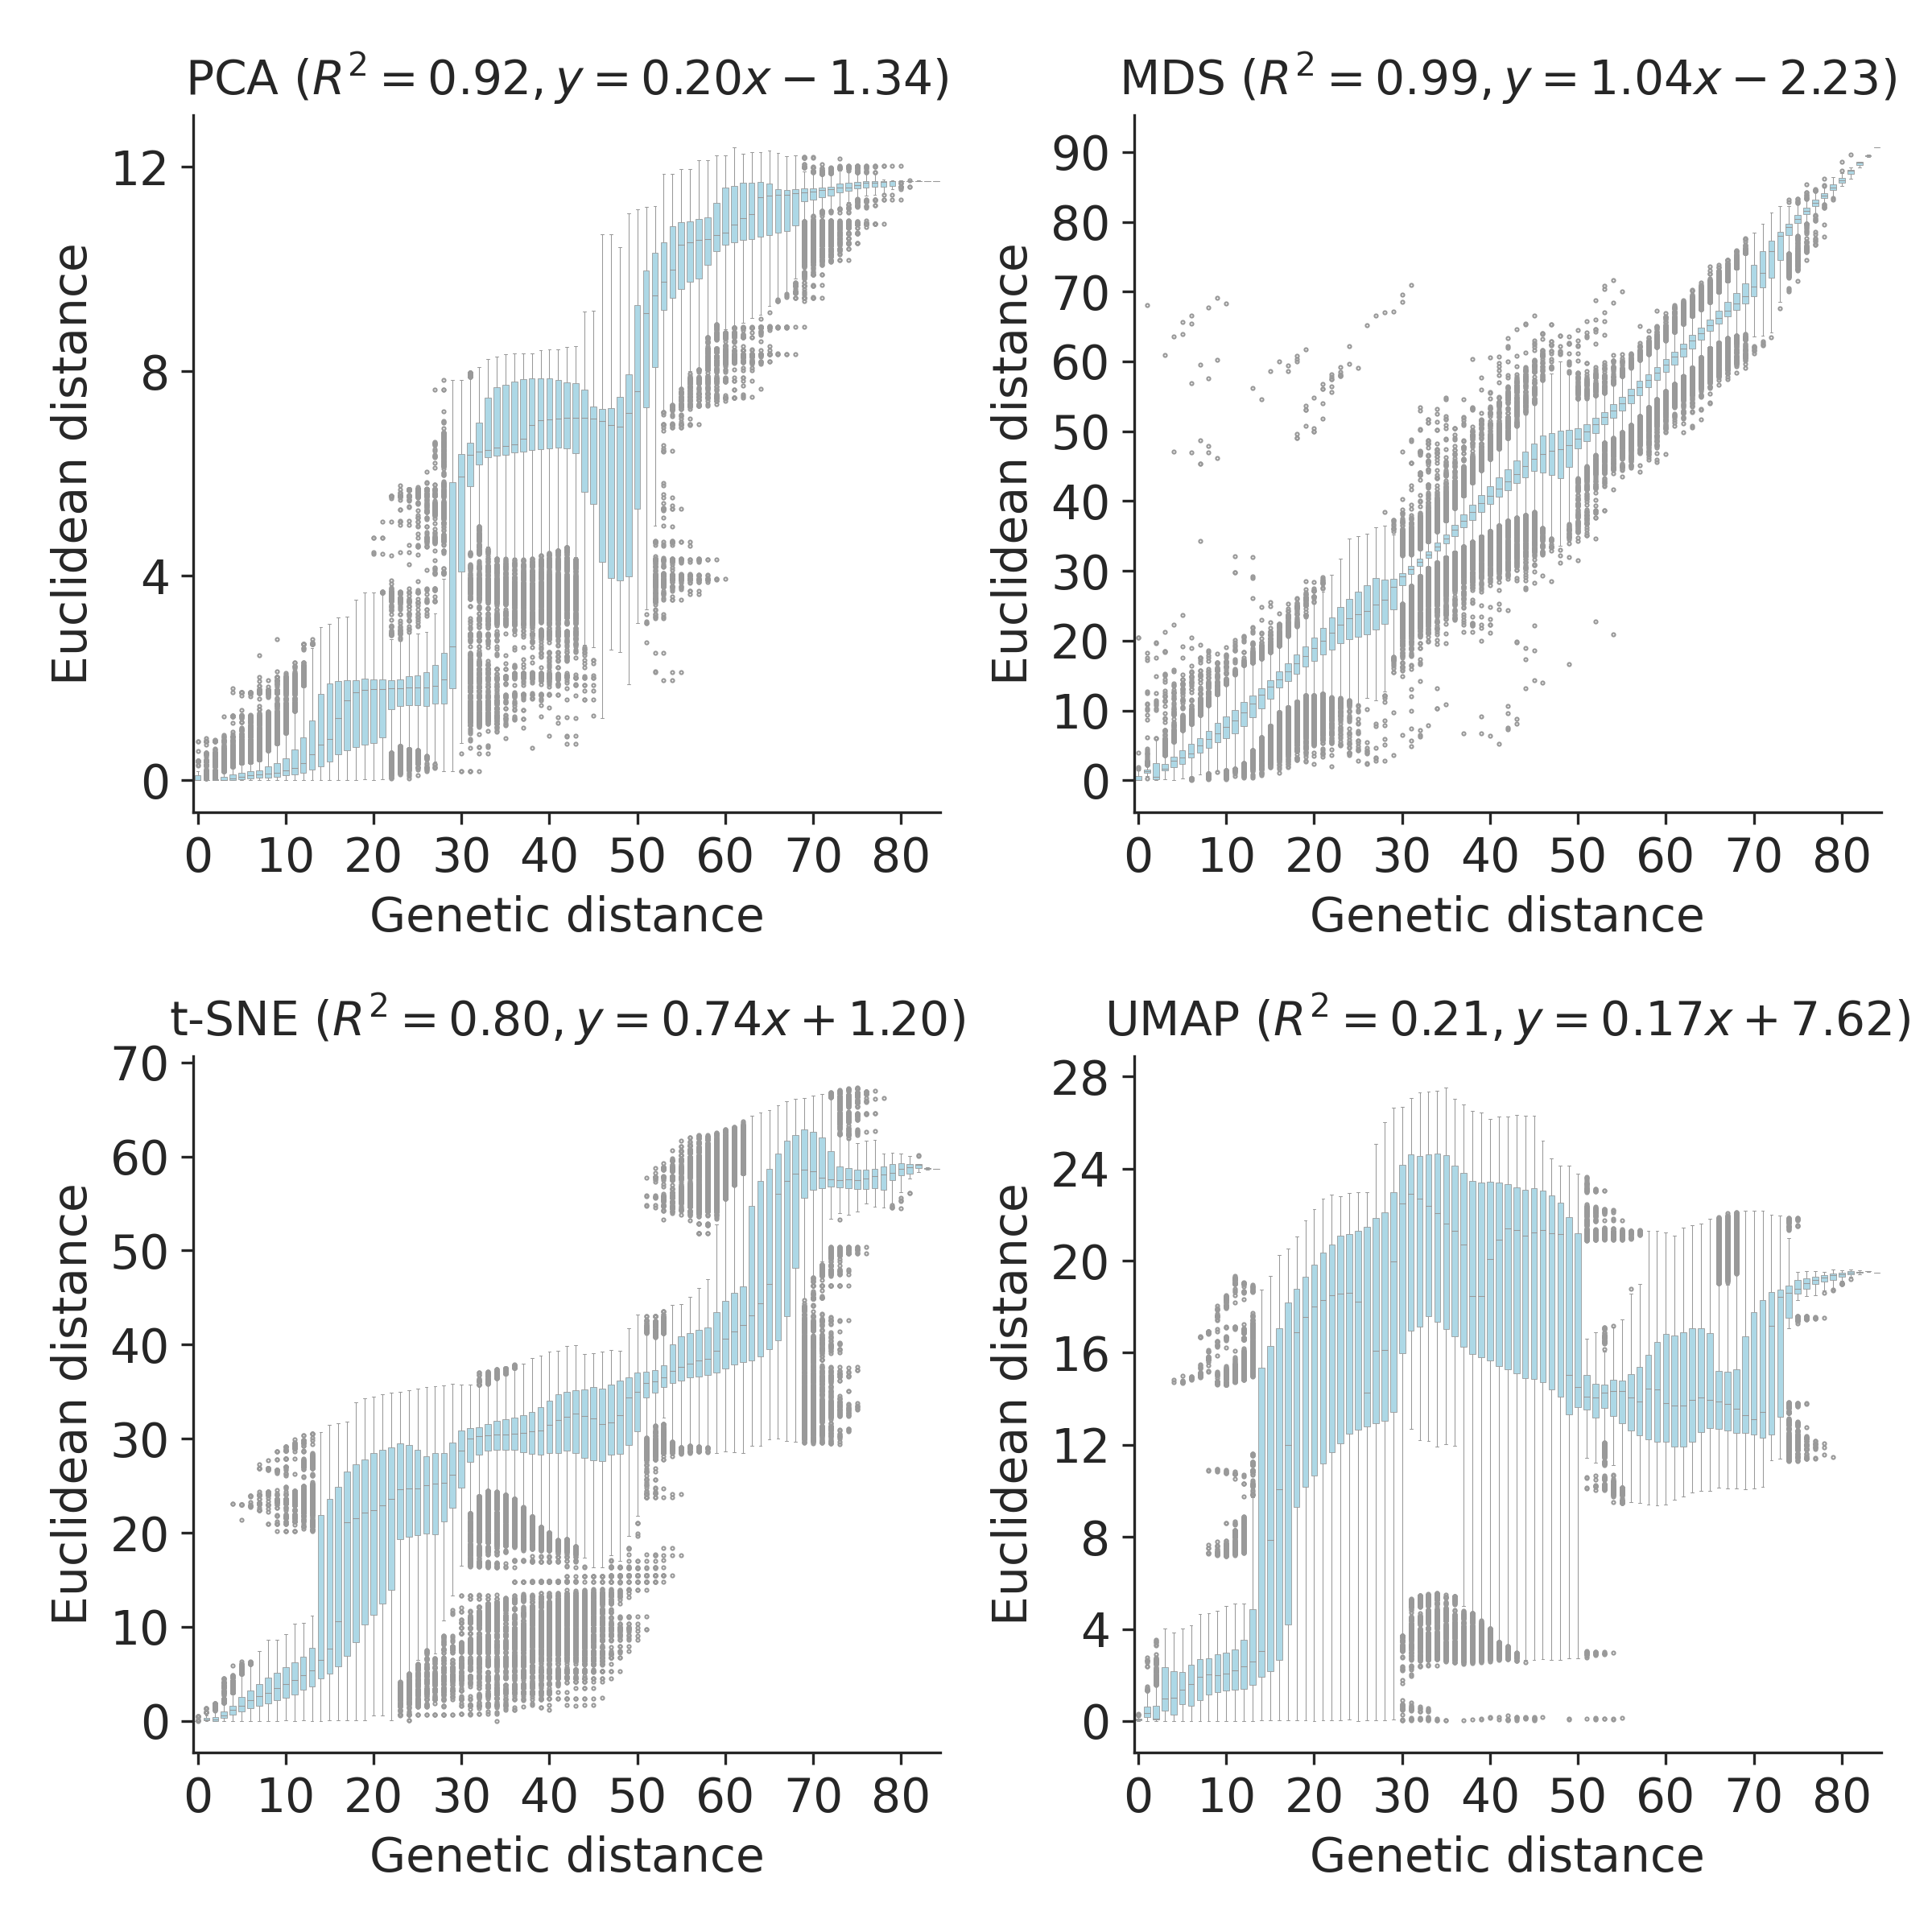 PCA (R² = 0.92, y = 0.20x − 1.34)
12
8
4
0
Euclidean distance
0 10 20 30 40 50 60 70 80
Genetic distance
MDS (R² = 0.99, y = 1.04x − 2.23)
90
80
70
60
50
40
30
20
10
0
Euclidean distance
0 10 20 30 40 50 60 70 80
Genetic distance
t-SNE (R² = 0.80, y = 0.74x + 1.20)
70
60
50
40
30
20
10
0
Euclidean distance
0 10 20 30 40 50 60 70 80
Genetic distance
UMAP (R² = 0.21, y = 0.17x + 7.62)
28
24
20
16
12
8
4
0
Euclidean distance
0 10 20 30 40 50 60 70 80
Genetic distance